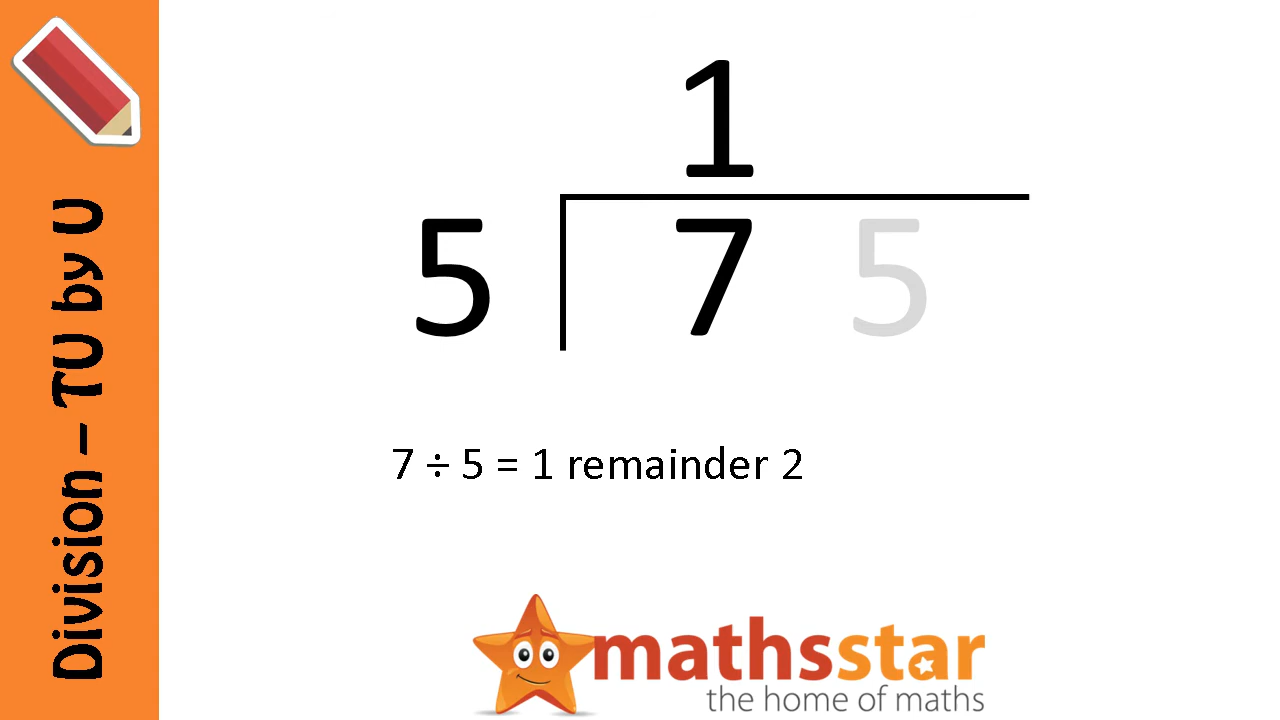 Division – TU by U
1
5 7 5
7 ÷ 5 = 1 remainder 2
mathsstar
the home of maths